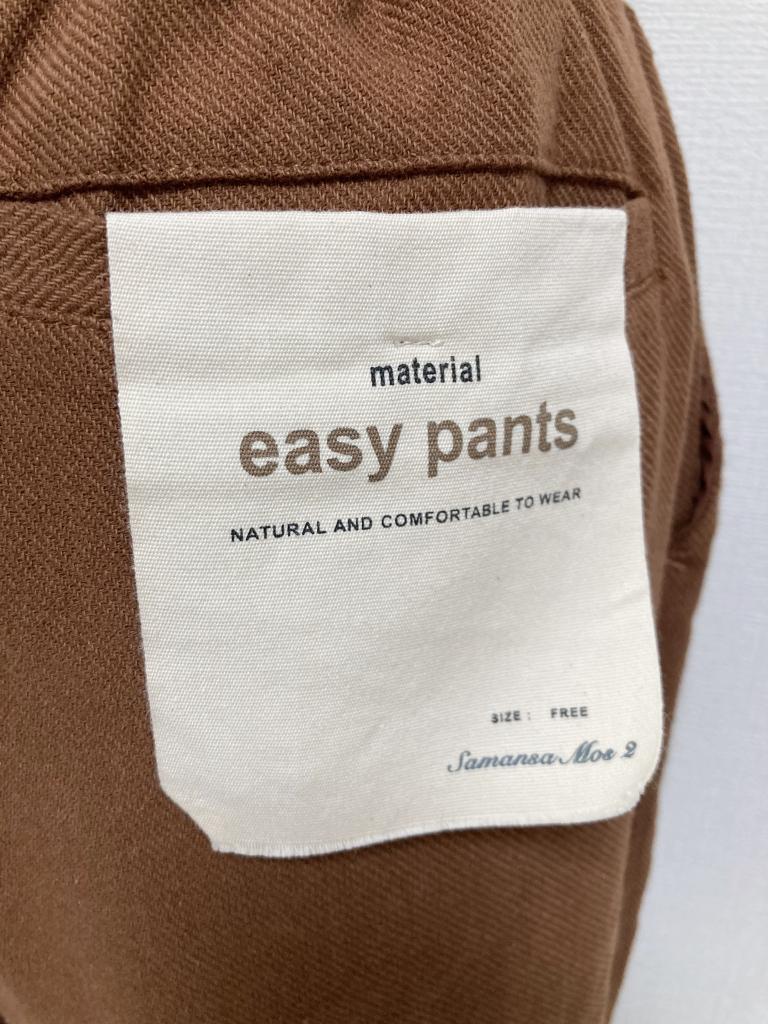 material
easy pants
NATURAL AND COMFORTABLE TO WEAR
SIZE : FREE
Samansa Mos 2